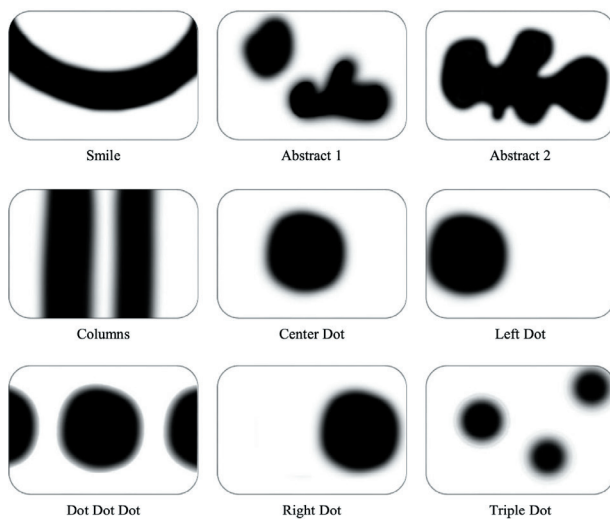 Smile
Abstract 1
Abstract 2
Columns
Center Dot
Left Dot
Dot Dot Dot
Right Dot
Triple Dot